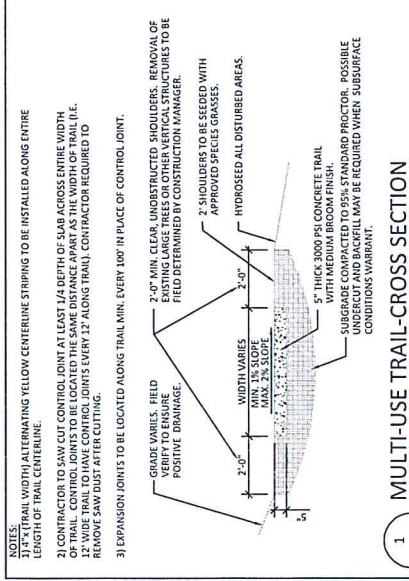 NOTES:
1) 4"x (TRAIL WIDTH) ALTERNATING YELLOW CENTERLINE STRIPING TO BE INSTALLED ALONG ENTIRE
LENGTH OF TRAIL CENTERLINE.
2) CONTRACTOR TO SAW CUT CONTROL JOINT AT LEAST 1/4 DEPTH OF SLAB ACROSS ENTIRE WIDTH
OF TRAIL. CONTROL JOINTS TO BE LOCATED THE SAME DISTANCE APART AS THE WIDTH OF TRAIL (I.E.
12' WIDE TRAIL TO HAVE CONTROL JOINTS EVERY 12' ALONG TRAIL). CONTRACTOR REQUIRED TO
REMOVE SAW DUST AFTER CUTTING.
3) EXPANSION JOINTS TO BE LOCATED ALONG TRAIL MIN. EVERY 100' IN PLACE OF CONTROL JOINT.
GRADE VARIES. FIELD
VERIFY TO ENSURE
POSITIVE DRAINAGE.
2'-0" MIN. CLEAR, UNOBSTRUCTED SHOULDERS. REMOVAL OF
EXISTING LARGE TREES OR OTHER VERTICAL STRUCTURES TO BE
FIELD DETERMINED BY CONSTRUCTION MANAGER.
2' SHOULDERS TO BE SEEDED WITH
APPROVED SPECIES GRASSES.
HYDROSEED ALL DISTURBED AREAS.
2'-0"
WIDTH VARIES
MIN. 1% SLOPE
MAX. 2% SLOPE
2'-0"
5"
5" THICK 3000 PSI CONCRETE TRAIL
WITH MEDIUM BROOM FINISH.
SUBGRADE COMPACTED TO 95% STANDARD PROCTOR. POSSIBLE
UNDERCUT AND BACKFILL MAY BE REQUIRED WHEN SUBSURFACE
CONDITIONS WARRANT.
1
MULTI-USE TRAIL-CROSS SECTION